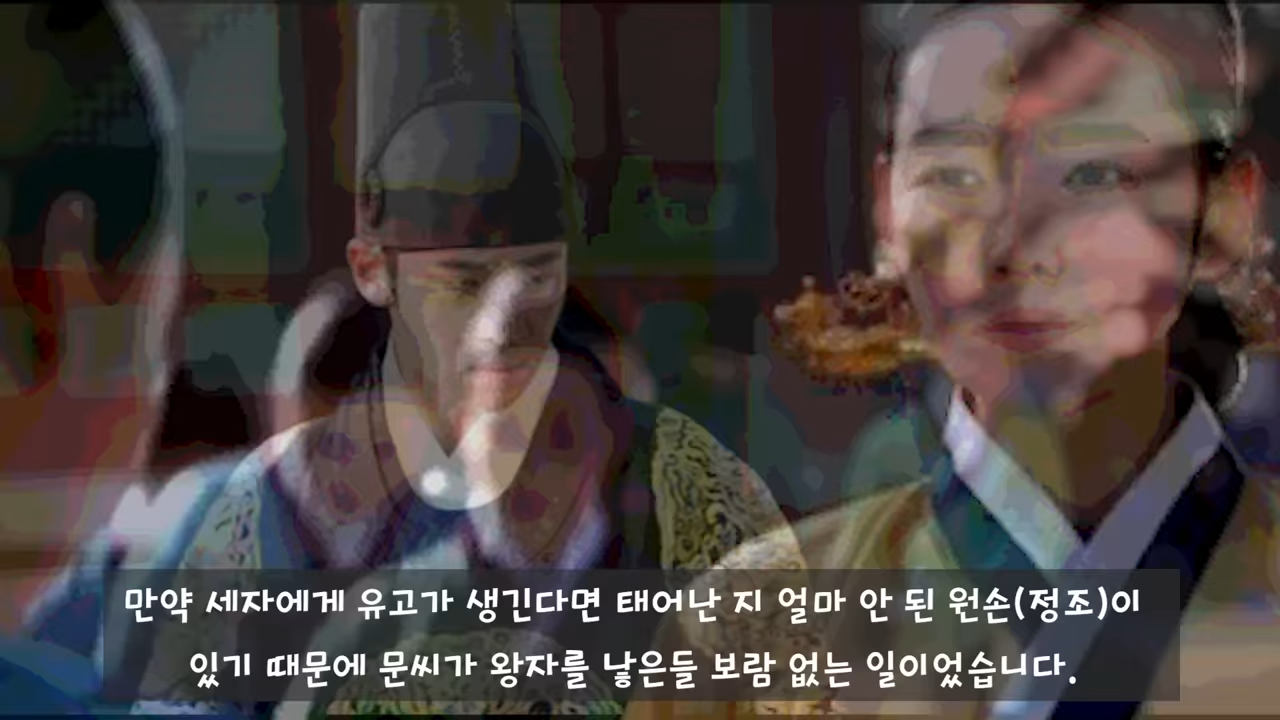 만약 세자에게 유고가 생긴다면 태어난 지 얼마 안 된 원손(정조)이
있기 때문에 문씨가 왕자를 낳은들 보람 없는 일이었습니다.